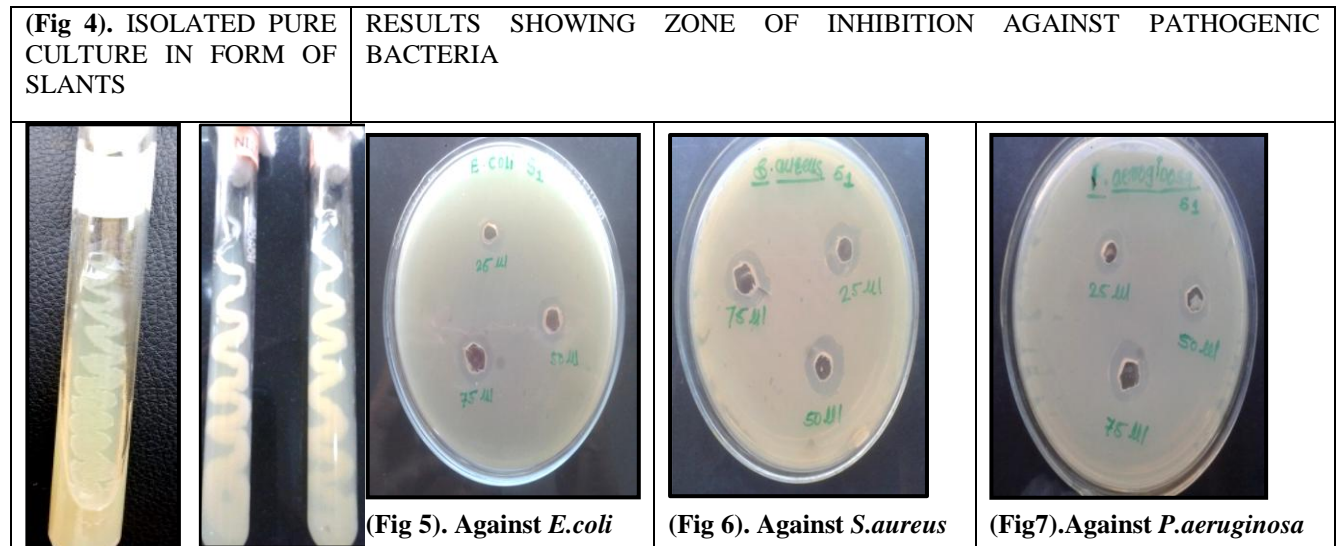 (Fig 4). ISOLATED PURE
CULTURE IN FORM OF
SLANTS
RESULTS SHOWING ZONE OF INHIBITION AGAINST PATHOGENIC
BACTERIA
E-coli S1
25 µl
50 µl
75 µl
S.aureus S1
75 µl
25 µl
50 µl
S1
25 µl
50 µl
75 µl
(Fig 5). Against E.coli
(Fig 6). Against S.aureus
(Fig7).Against P.aeruginosa